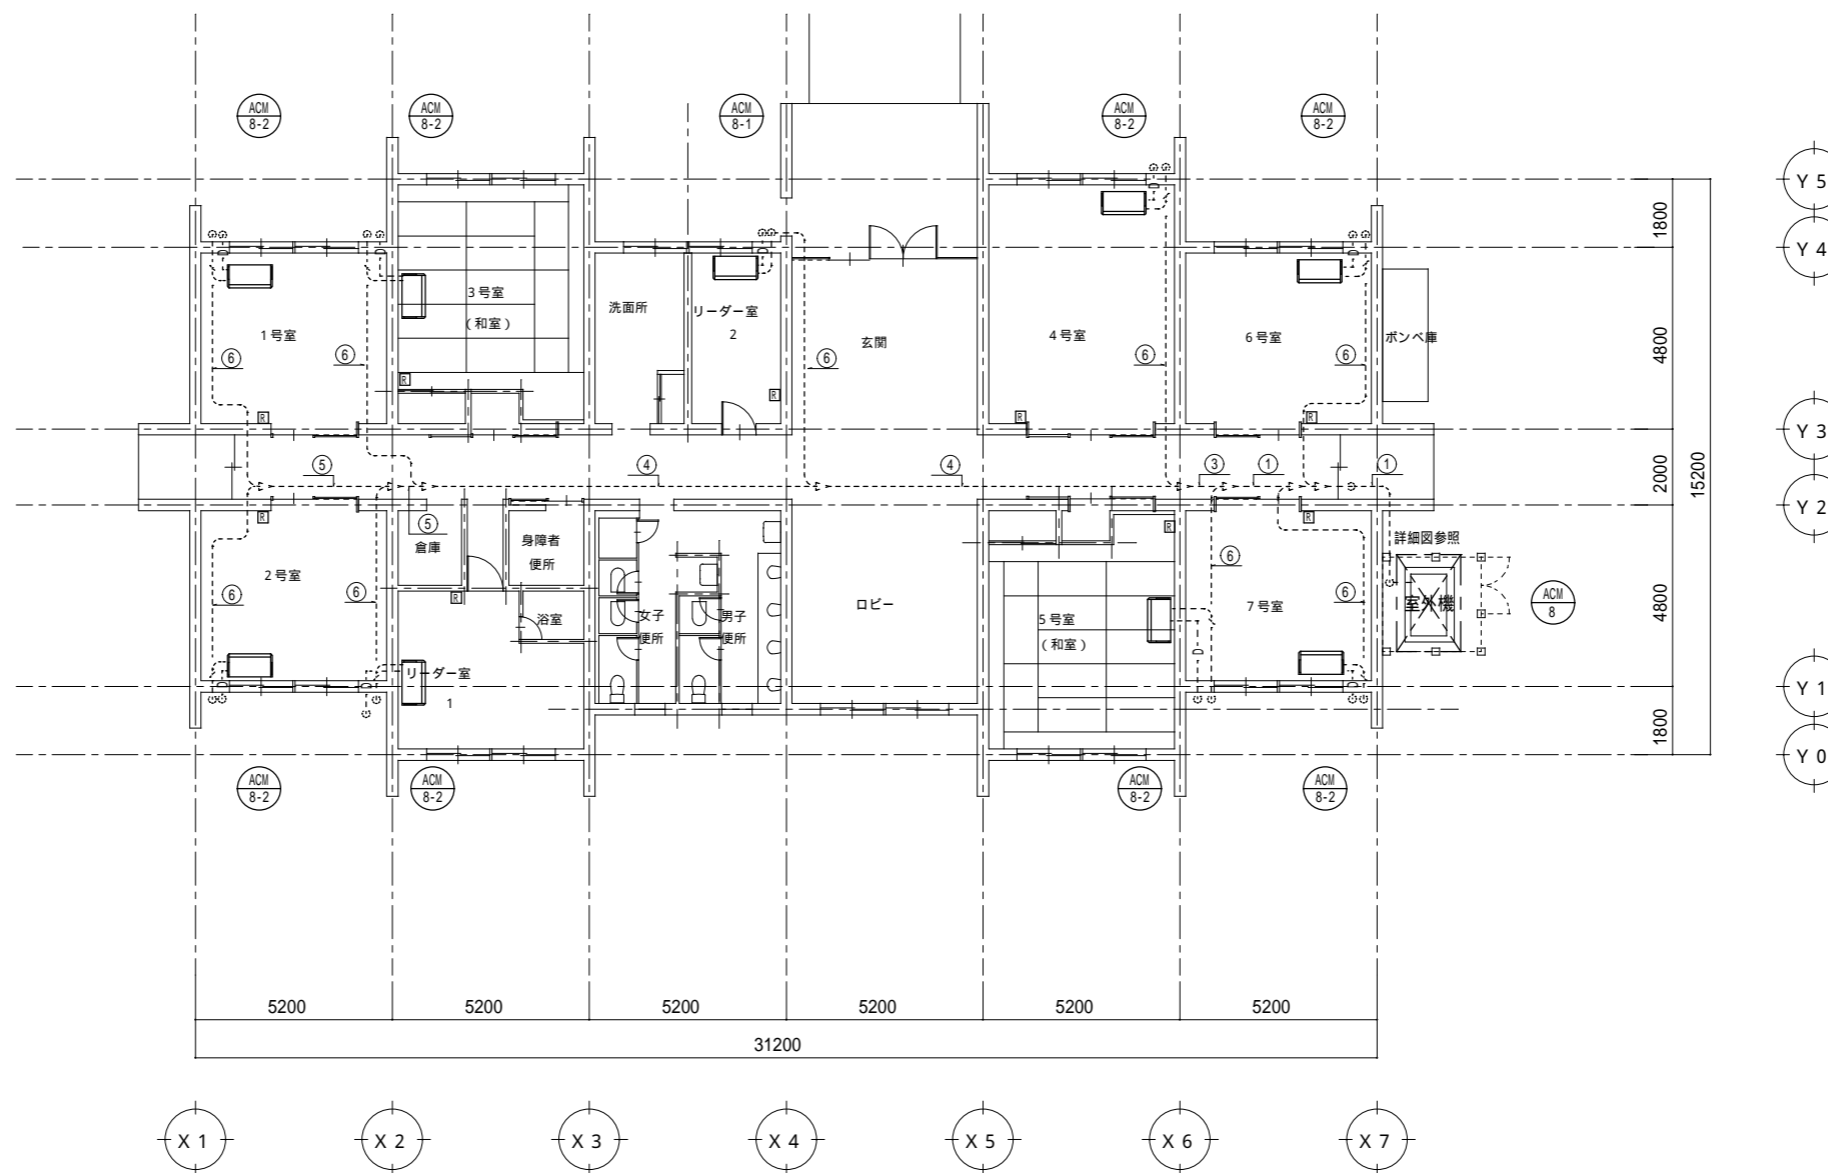 ACM
8-2
ACM
8-2
ACM
8-1
ACM
8-2
ACM
8-2
Y 5
1800
Y 4
3号室
(和室)
洗面所
リーダー室
2
1号室
玄関
4号室
6号室
ボンベ庫
4800
15200
⑥
⑥
⑥
⑥
⑥
R
R
R
R
R
Y 3
⑤
④
④
③
①
①
2000
Y 2
R
⑤
倉庫
身障者
便所
R
R
詳細図参照
⑥
2号室
⑥
⑥
R
浴室
女子
便所
男子
便所
ロビー
5号室
(和室)
7号室
⑥
⑥
室外機
ACM
8
4800
リーダー室
1
Y 1
1800
Y 0
ACM
8-2
ACM
8-2
ACM
8-2
ACM
8-2
5200
5200
5200
5200
5200
5200
31200
X 1
X 2
X 3
X 4
X 5
X 6
X 7